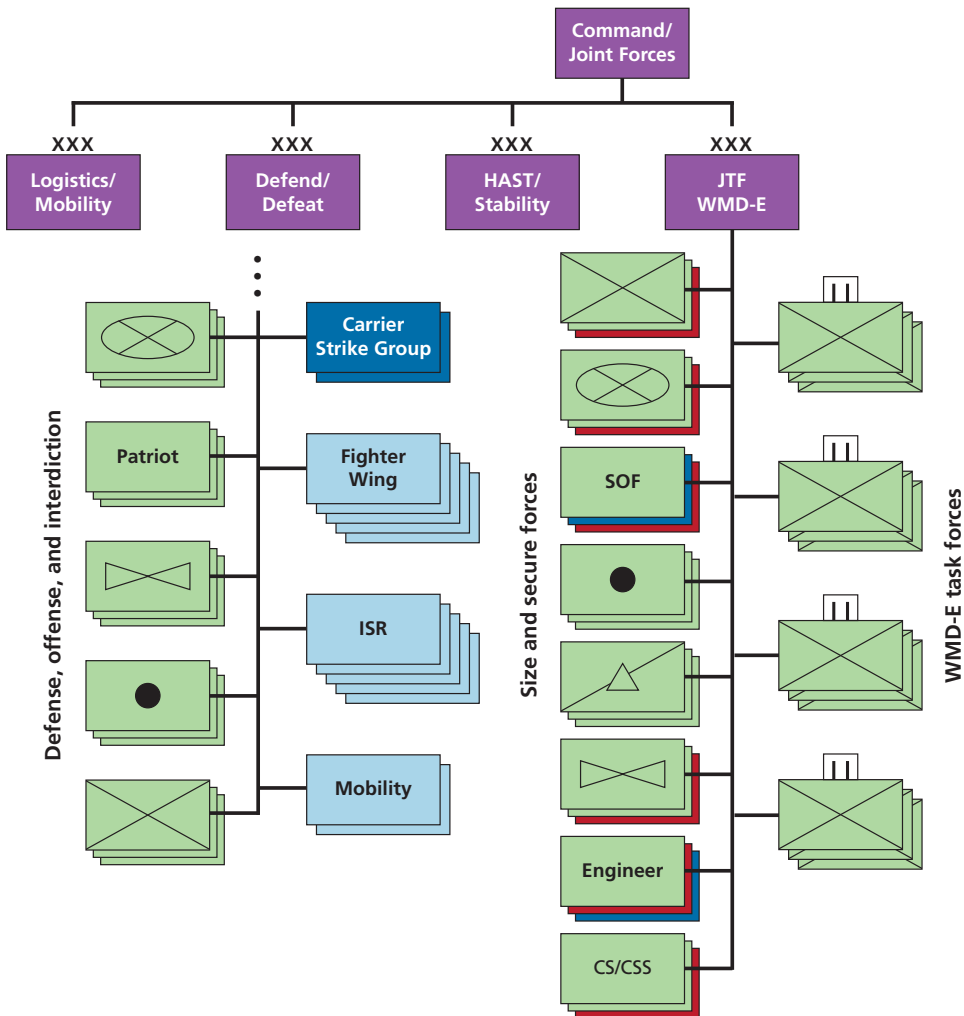 Command/
Joint Forces
XXX
XXX
XXX
XXX
Logistics/
Mobility
Defend/
Defeat
HAST/
Stability
JTF
WMD-E
Defense, offense, and interdiction
Carrier
Strike Group
Patriot
Fighter
Wing
ISR
Mobility
Size and secure forces
SOF
Engineer
CS/CSS
WMD-E task forces